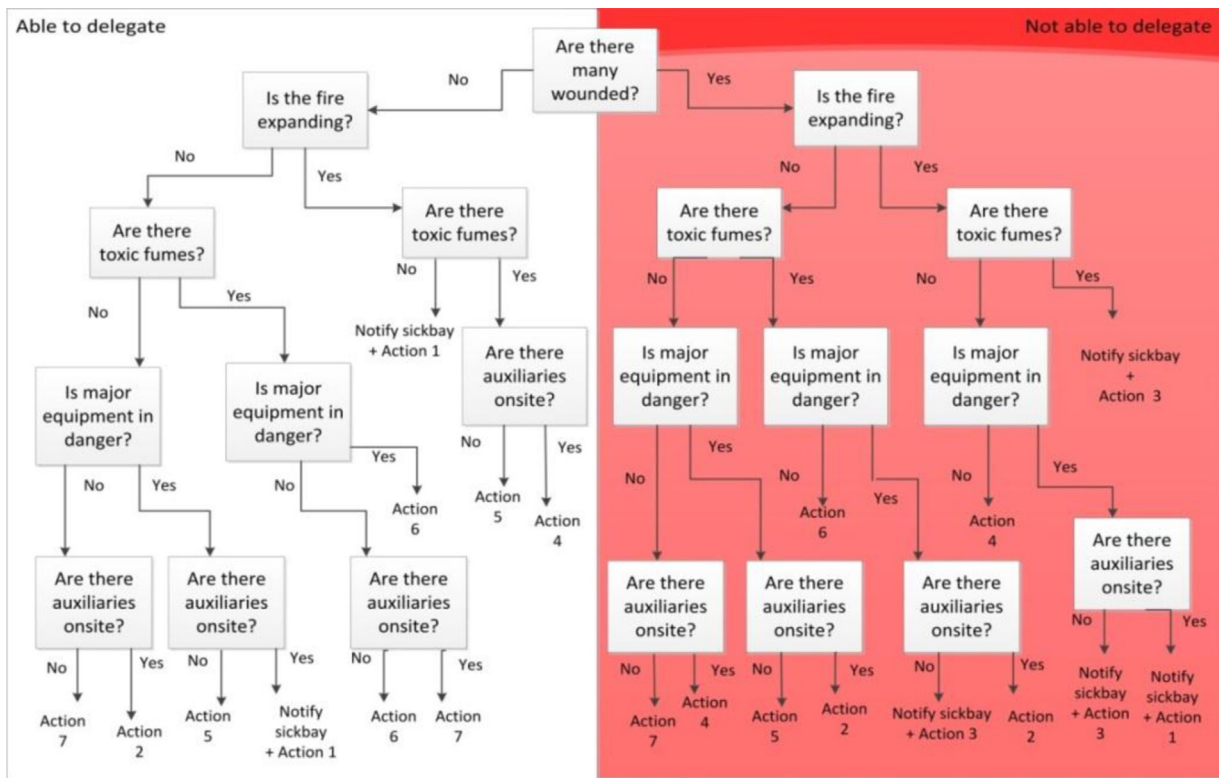 Able to delegate
Not able to delegate
Are there
many
wounded?
No
Yes
Is the fire
expanding?
Is the fire
expanding?
No
Yes
No
Yes
Are there
toxic fumes?
Are there
toxic fumes?
Are there
toxic fumes?
Are there
toxic fumes?
No
Yes
No
Yes
No
Yes
No
Yes
Notify sickbay
+ Action 1
Are there
auxiliaries
onsite?
Is major
equipment in
danger?
Is major
equipment in
danger?
Is major
equipment in
danger?
Notify sickbay
+
Action 3
Is major
equipment in
danger?
Is major
equipment in
danger?
No
Yes
No
Yes
No
Yes
No
Yes
No
Yes
No
Yes
Action
6
Action
5
Action
4
Action
6
Action
4
Are there
auxiliaries
onsite?
Are there
auxiliaries
onsite?
Are there
auxiliaries
onsite?
Are there
auxiliaries
onsite?
Are there
auxiliaries
onsite?
Are there
auxiliaries
onsite?
Are there
auxiliaries
onsite?
No
Yes
No
Yes
No
Yes
No
Yes
No
Yes
No
Yes
No
Yes
Action
7
Action
2
Action
5
Notify
sickbay
+ Action 1
Action
6
Action
7
Action
7
Action
4
Action
5
Action
2
Notify sickbay
+ Action 3
Action
2
Notify
sickbay
+ Action
3
Notify
sickbay
+ Action
1